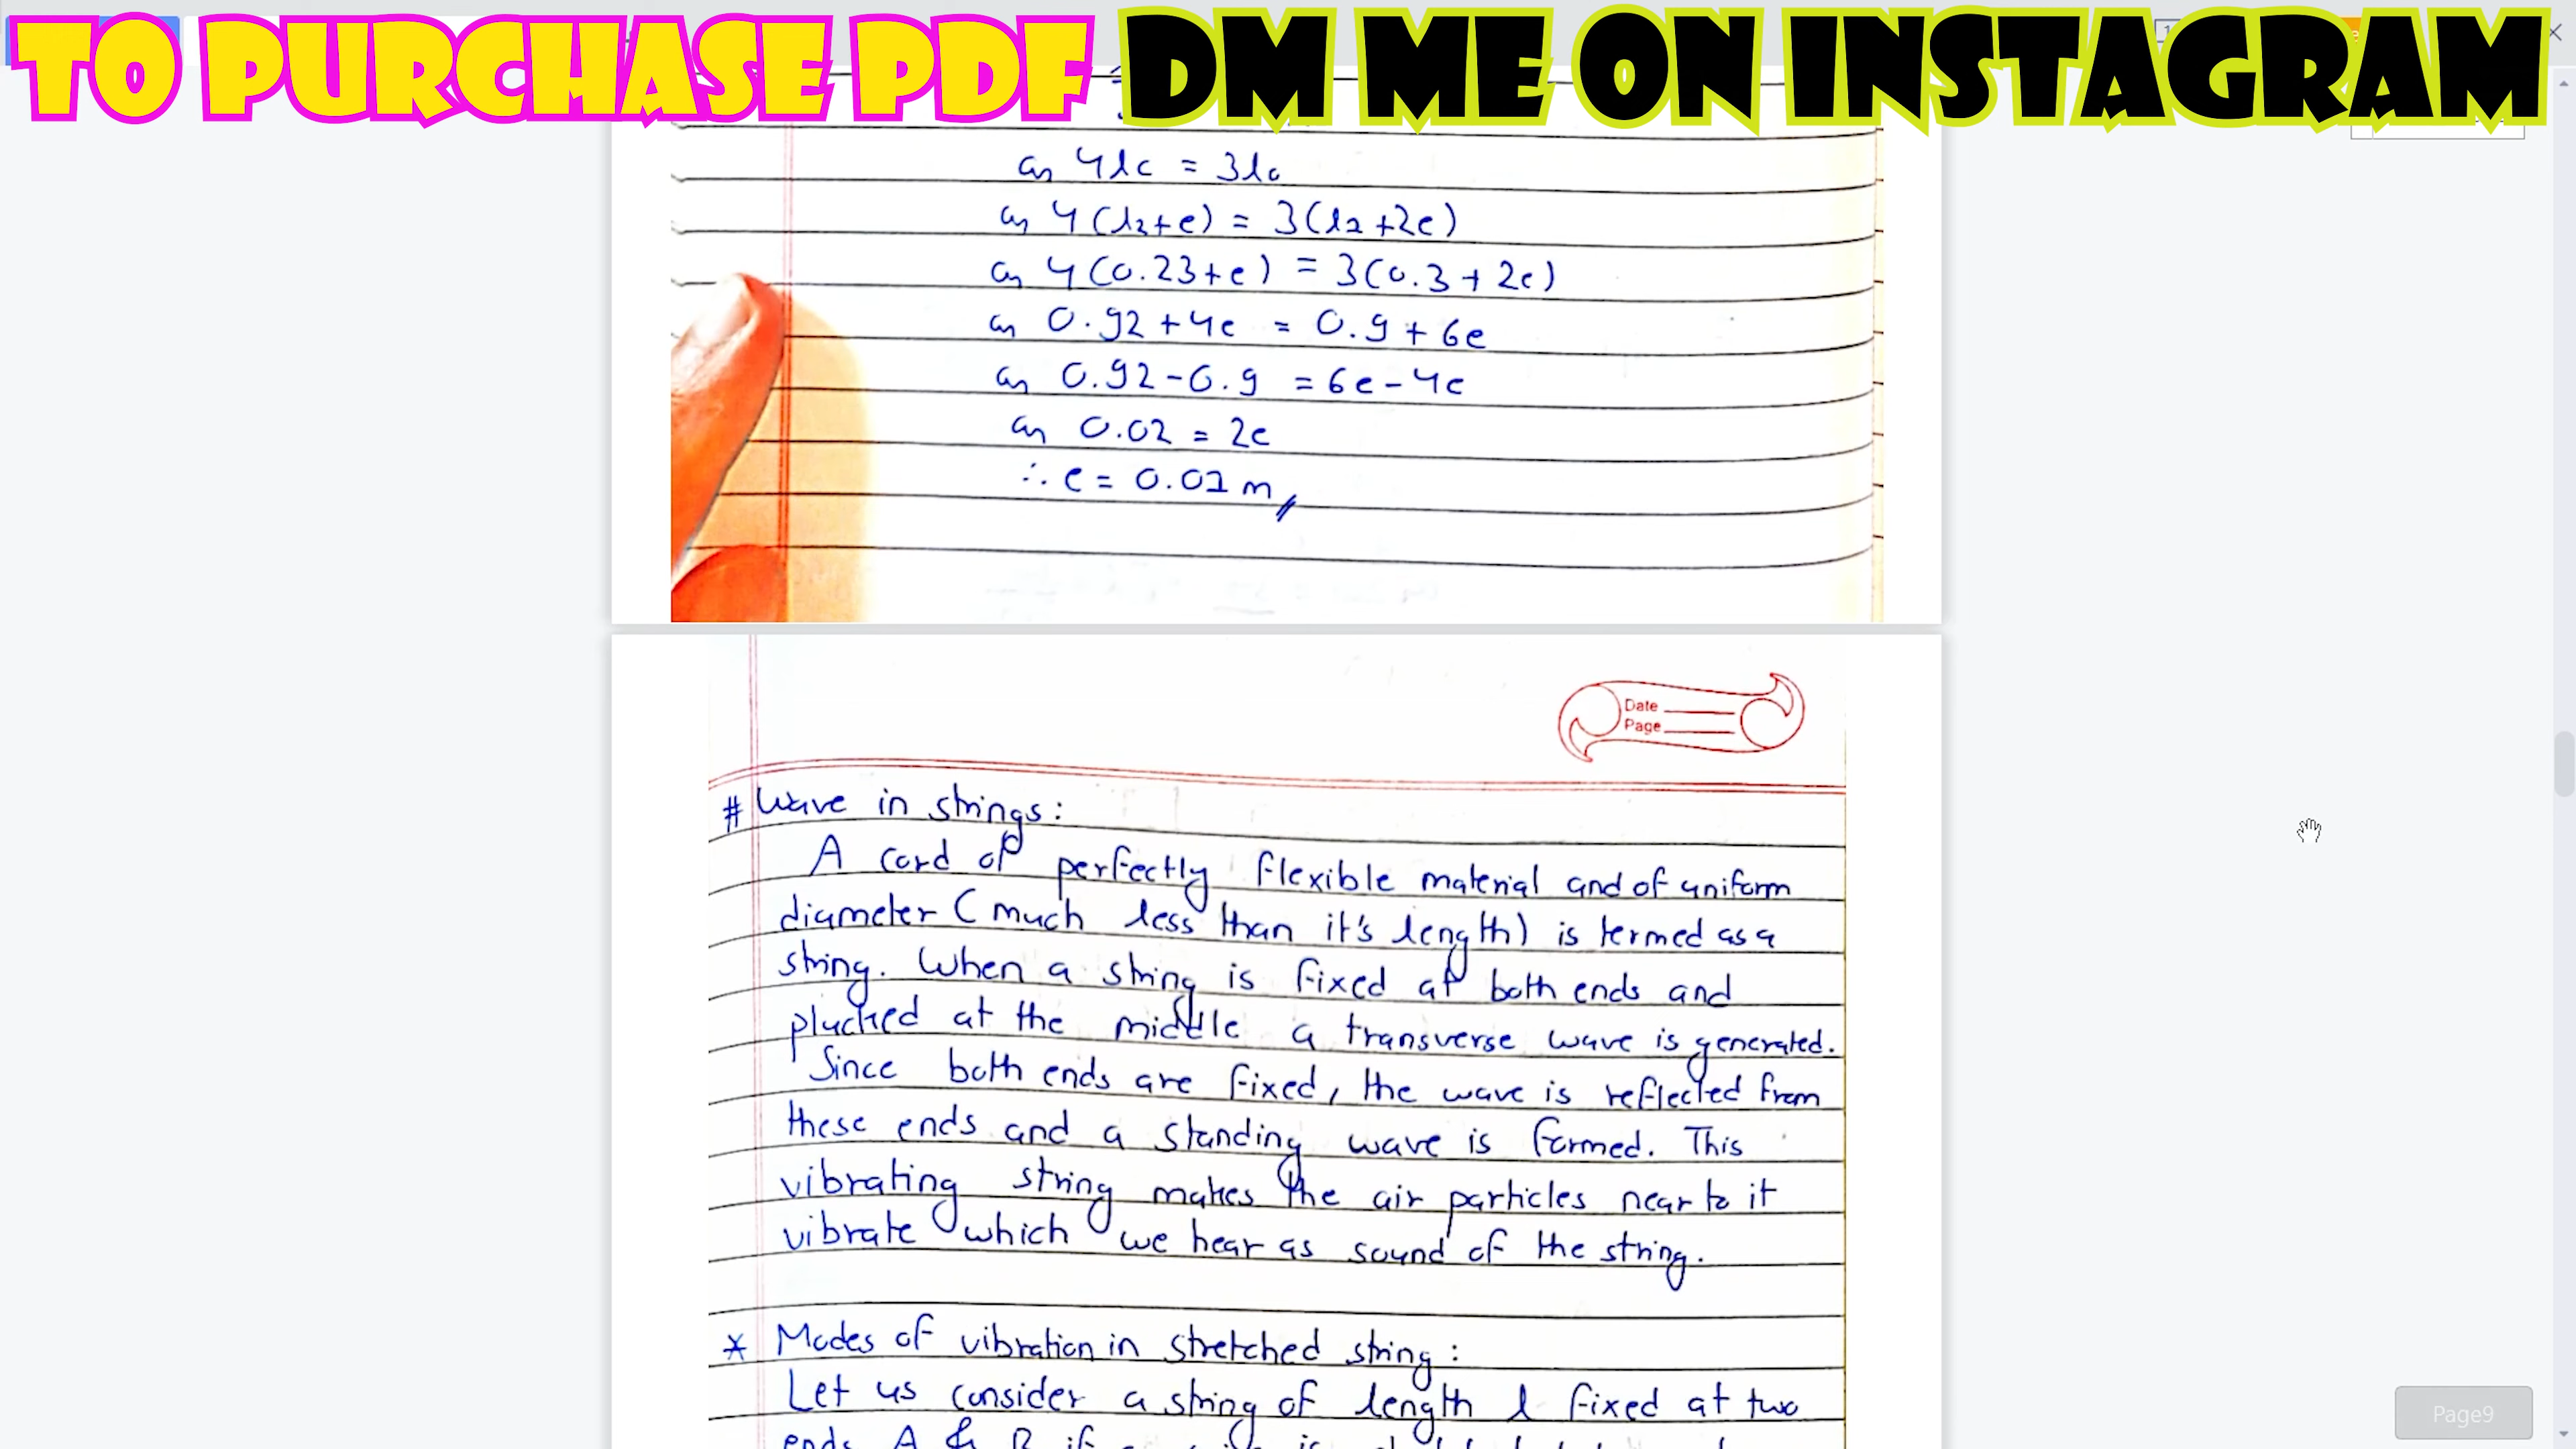 TO PURCHASE PDF DM ME ON INSTAGRAM
or 4lc = 3lo
or 4(l2+e) = 3(l2+2e)
or 4(0.23+e) = 3(0.3+2e)
or 0.92+4e = 0.9+6e
or 0.92-0.9 = 6e-4e
or 0.02 = 2e
∴ e = 0.01 m
Date
Page
# Wave in strings:
A cord of perfectly flexible material and of uniform
diameter (much less than it's length) is termed as a
string. When a string is fixed at both ends and
plucked at the middle a transverse wave is generated.
Since both ends are fixed, the wave is reflected from
these ends and a standing wave is formed. This
vibrating string makes the air particles near to it
vibrate which we hear as sound of the string.
* Modes of vibration in stretched string:
Let us consider a string of length l fixed at two
ends A & B if
Page9